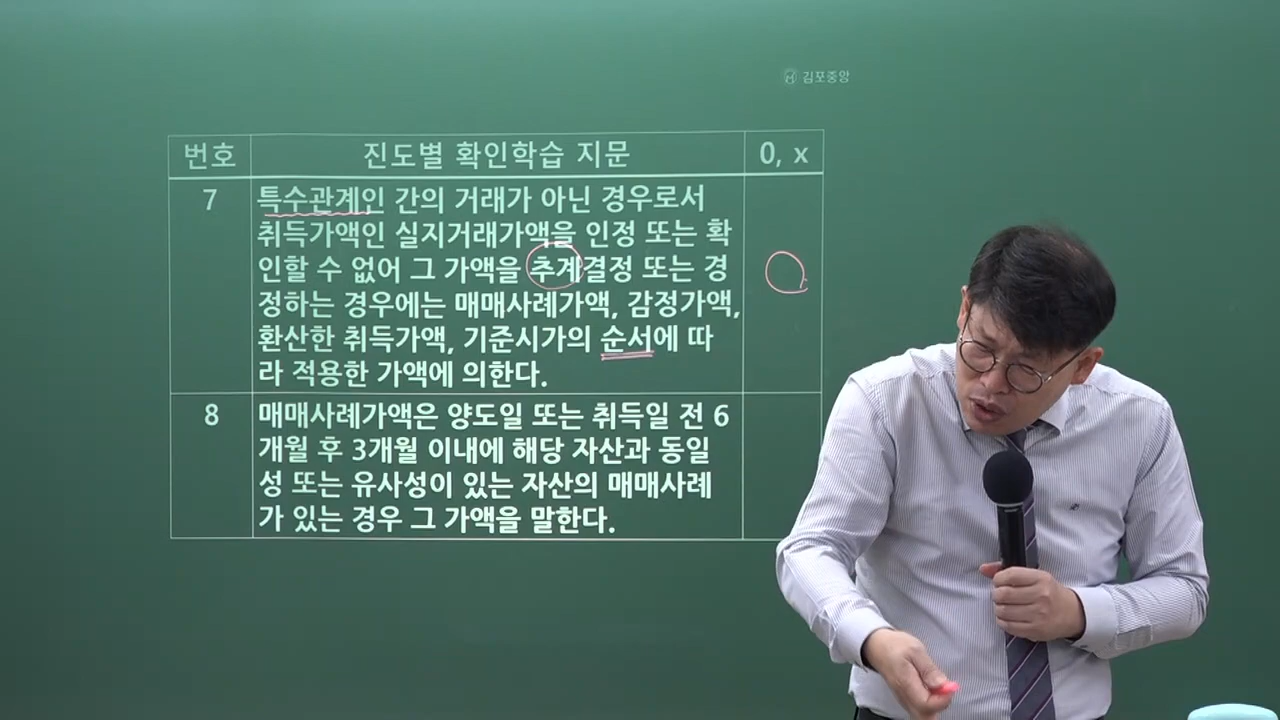 김포중앙
번호 진도별 확인학습 지문 O, x
7 특수관계인 간의 거래가 아닌 경우로서
취득가액인 실지거래가액을 인정 또는 확
인할 수 없어 그 가액을 추계결정 또는 경
정하는 경우에는 매매사례가액, 감정가액,
환산한 취득가액, 기준시가의 순서에 따
라 적용한 가액에 의한다.
8 매매사례가액은 양도일 또는 취득일 전 6
개월 후 3개월 이내에 해당 자산과 동일
성 또는 유사성이 있는 자산의 매매사례
가 있는 경우 그 가액을 말한다.